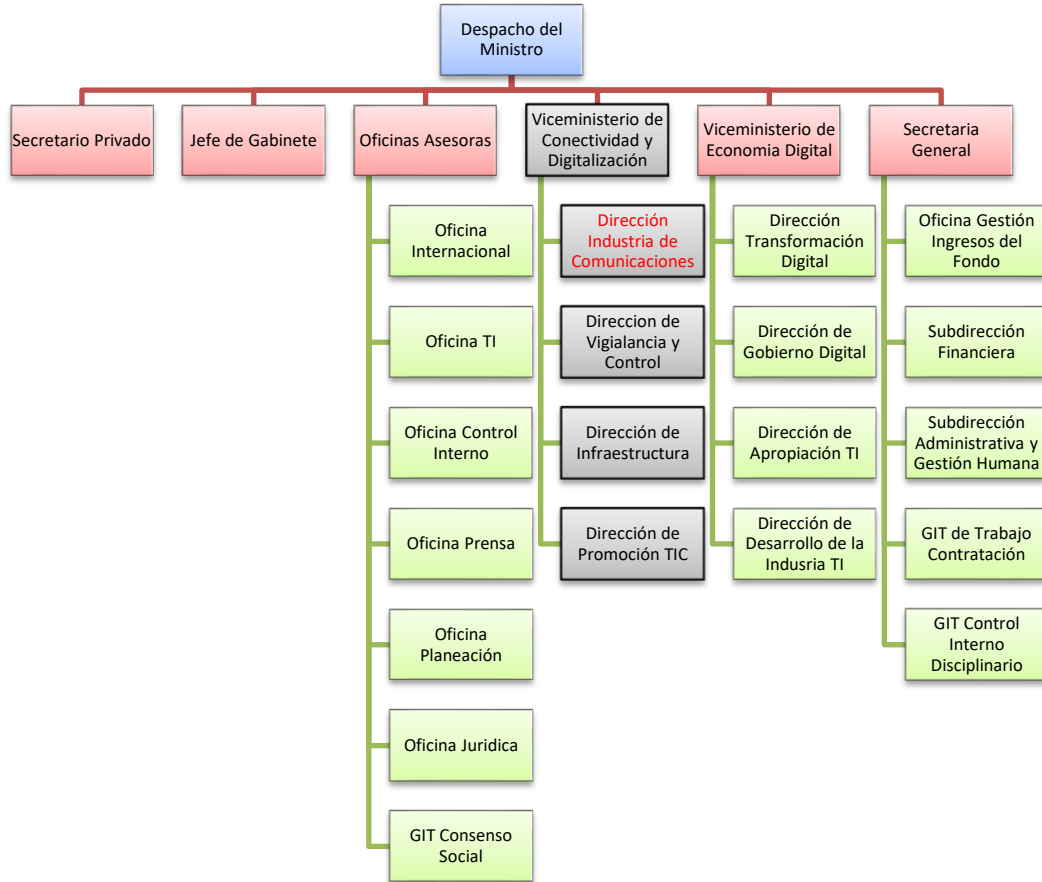 Despacho del
Ministro
Secretario Privado
Jefe de Gabinete
Oficinas Asesoras
Viceministerio de
Conectividad y
Digitalización
Viceministerio de
Economia Digital
Secretaria
General
Oficina
Internacional
Oficina TI
Oficina Control
Interno
Oficina Prensa
Oficina
Planeación
Oficina Juridica
GIT Consenso
Social
Dirección
Industria de
Comunicaciones
Direccion de
Vigialancia y
Control
Dirección de
Infraestructura
Dirección de
Promoción TIC
Dirección
Transformación
Digital
Dirección de
Gobierno Digital
Dirección de
Apropiación TI
Dirección de
Desarrollo de la
Indusria TI
Oficina Gestión
Ingresos del
Fondo
Subdirección
Financiera
Subdirección
Administrativa y
Gestión Humana
GIT de Trabajo
Contratación
GIT Control
Interno
Disciplinario